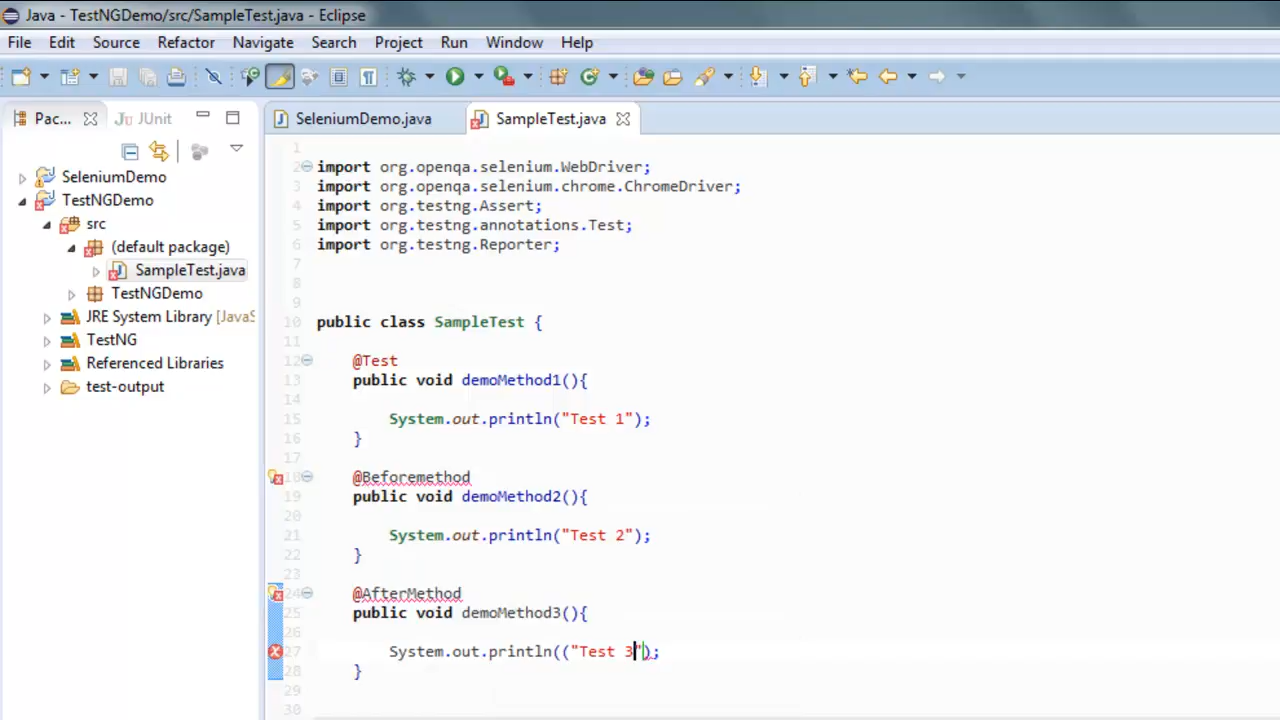 Java - TestNGDemo/src/SampleTest.java - Eclipse
File Edit Source Refactor Navigate Search Project Run Window Help
Pac... JUnit
SeleniumDemo
TestNGDemo
src
(default package)
SampleTest.java
TestNGDemo
JRE System Library [JavaS
TestNG
Referenced Libraries
test-output
SeleniumDemo.java SampleTest.java
1
2 import org.openqa.selenium.WebDriver;
3 import org.openqa.selenium.chrome.ChromeDriver;
4 import org.testng.Assert;
5 import org.testng.annotations.Test;
6 import org.testng.Reporter;
7
8
9
10 public class SampleTest {
11
12 @Test
13 public void demoMethod1(){
14
15 System.out.println("Test 1");
16 }
17
18 @Beforemethod
19 public void demoMethod2(){
20
21 System.out.println("Test 2");
22 }
23
24 @AfterMethod
25 public void demoMethod3(){
26
27 System.out.println(("Test 3");
28 }
29
30